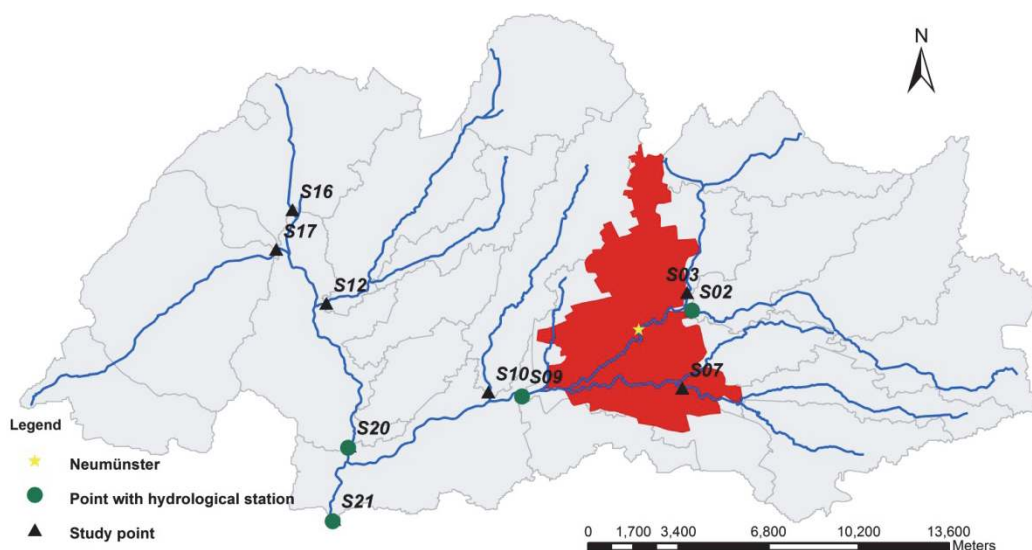 N
S16
S17
S12
S03
S02
S07
S10 S09
S20
S21
Legend
Neumünster
Point with hydrological station
Study point
0 1,700 3,400 6,800 10,200 13,600
Meters